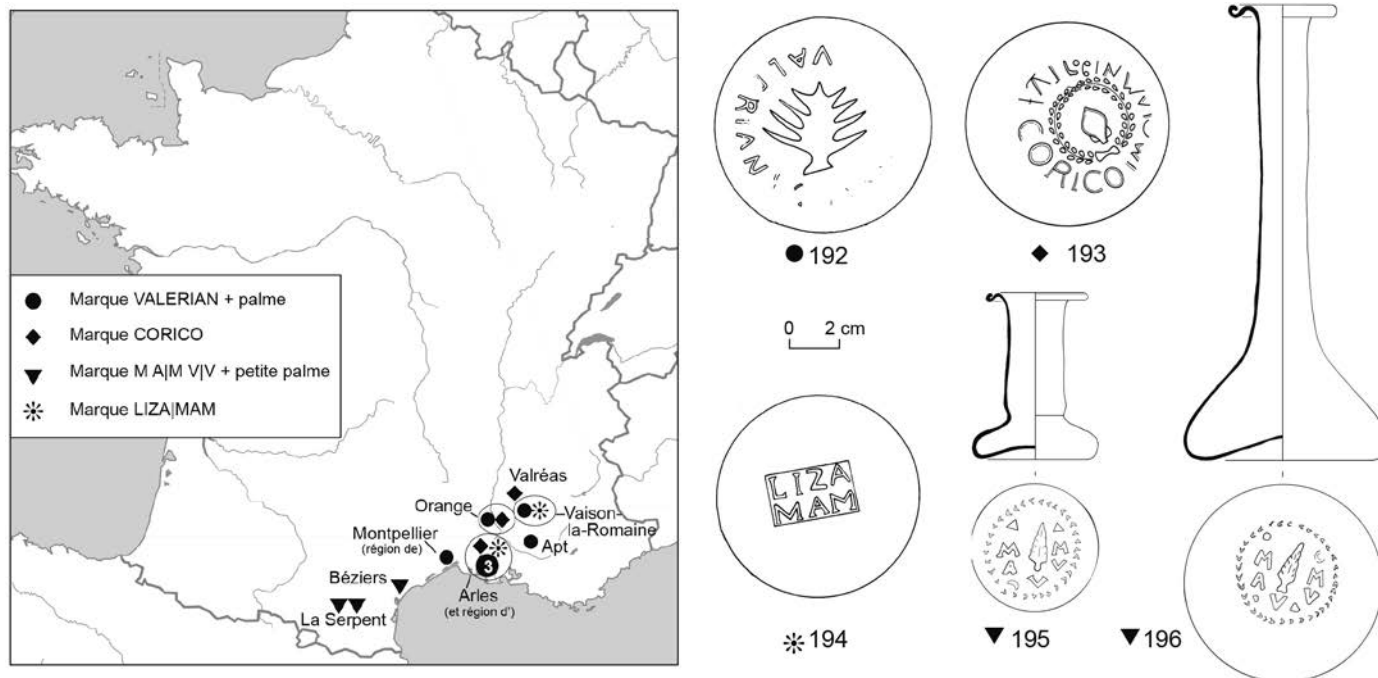 Marque VALERIAN + palme
Marque CORICO
Marque M A|M V|V + petite palme
Marque LIZA|MAM
Valréas
Orange
Vaison-
la-Romaine
Montpellier
(région de)
Apt
3
Béziers
Arles
(et région d')
La Serpent
VALERIAN
192
CORICO
193
0 2 cm
LIZA
MAM
194
M A
M V
V
195
M A
M V
V
196